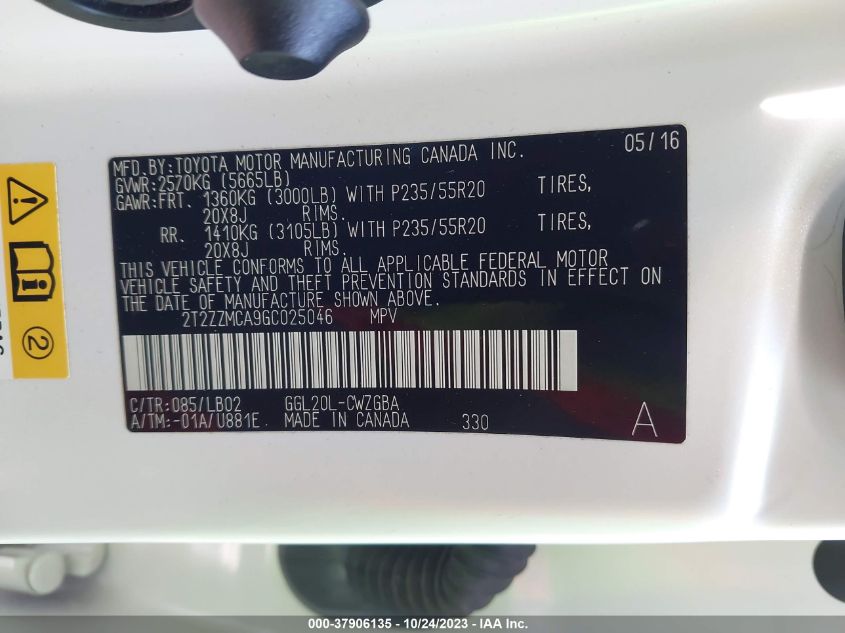 MFD.BY:TOYOTA MOTOR MANUFACTURING CANADA INC. 05/16
GVWR:2570KG (5665LB)
GAWR:FRT. 1360KG (3000LB) WITH P235/55R20 TIRES,
20X8J RIMS.
RR. 1410KG (3105LB) WITH P235/55R20 TIRES,
20X8J RIMS.
THIS VEHICLE CONFORMS TO ALL APPLICABLE FEDERAL MOTOR
VEHICLE SAFETY AND THEFT PREVENTION STANDARDS IN EFFECT ON
THE DATE OF MANUFACTURE SHOWN ABOVE.
2T2ZZMCA9GC025046 MPV
C/TR:085/LB02 GGL20L-CWZGBA
A/TM:-01A/U881E MADE IN CANADA 330 A
2
000-37906135 - 10/24/2023 - IAA Inc.